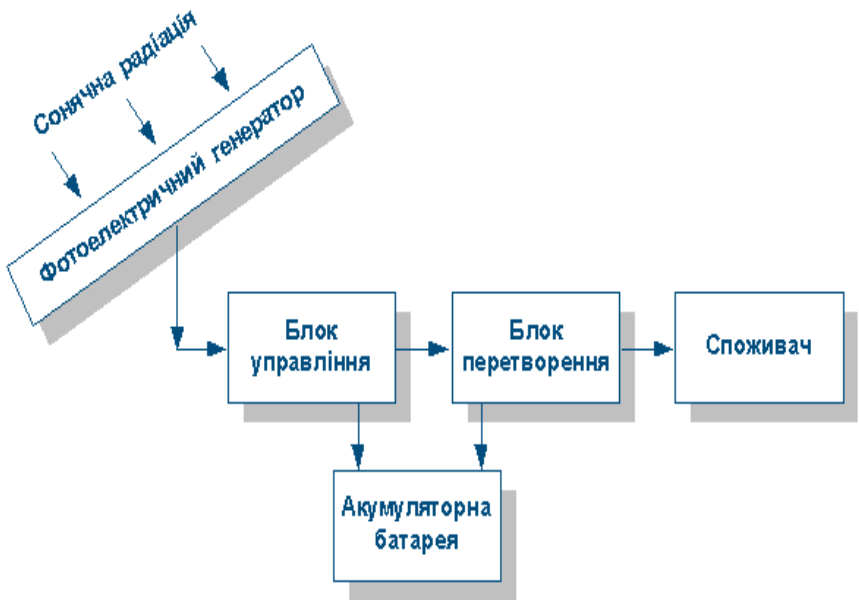 Сонячна радіація
Фотоелектричний генератор
Блок
управління
Блок
перетворення
Споживач
Акумуляторна
батарея